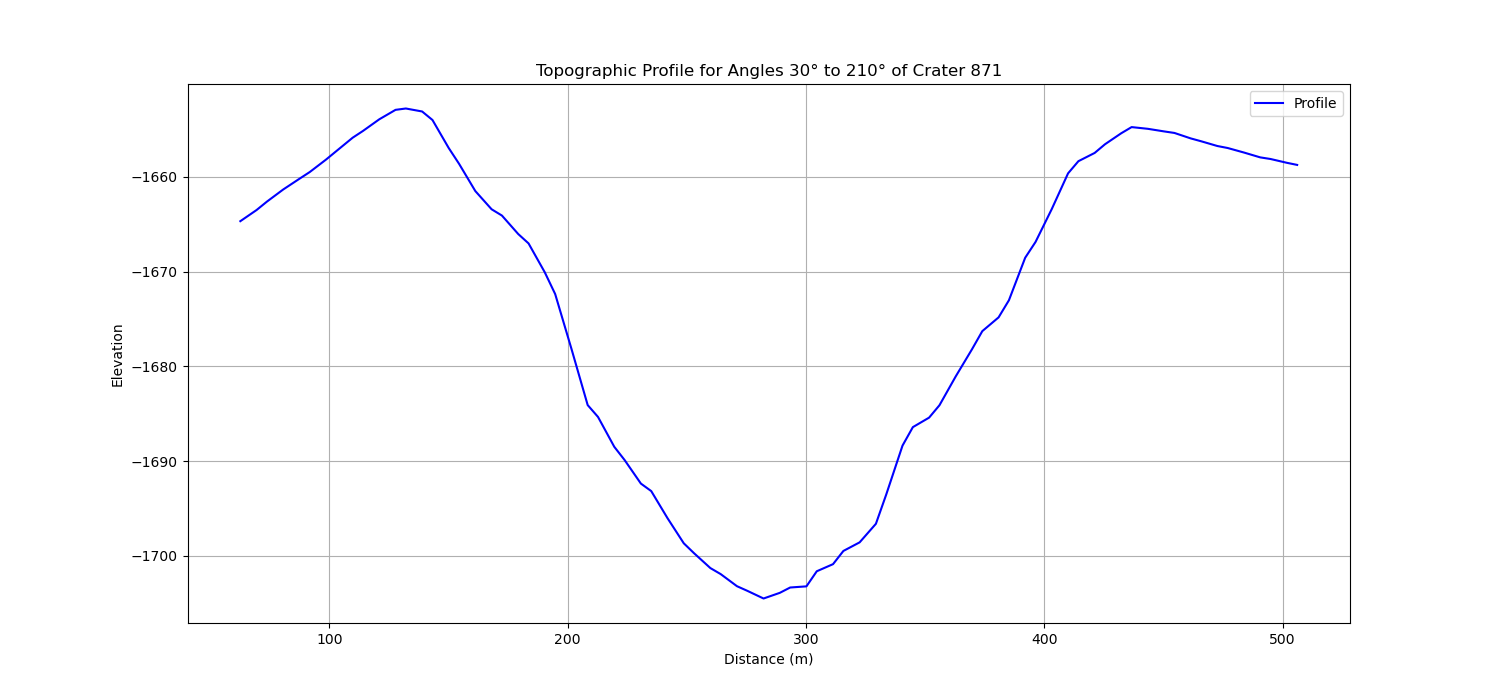 Topographic Profile for Angles 30° to 210° of Crater 871
Profile
−1660
−1670
−1680
−1690
−1700
Elevation
100
200
300
400
500
Distance (m)